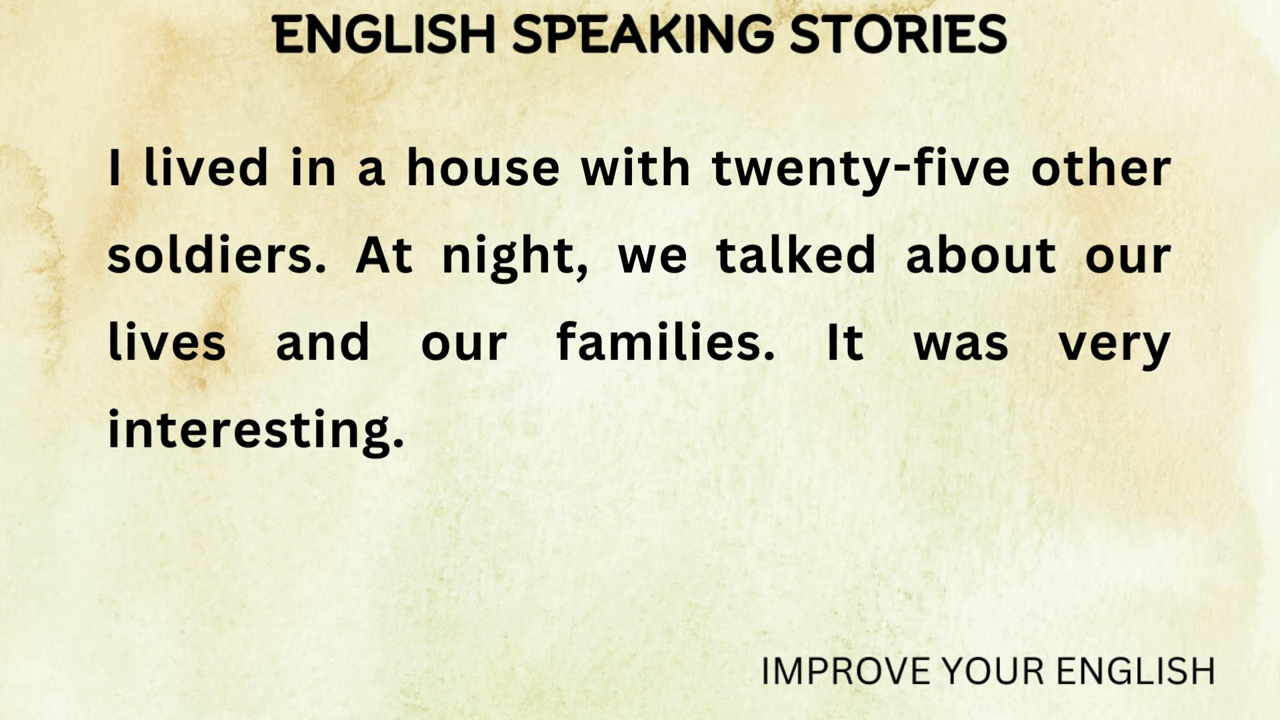 ENGLISH SPEAKING STORIES
I lived in a house with twenty-five other
soldiers. At night, we talked about our
lives and our families. It was very
interesting.
IMPROVE YOUR ENGLISH